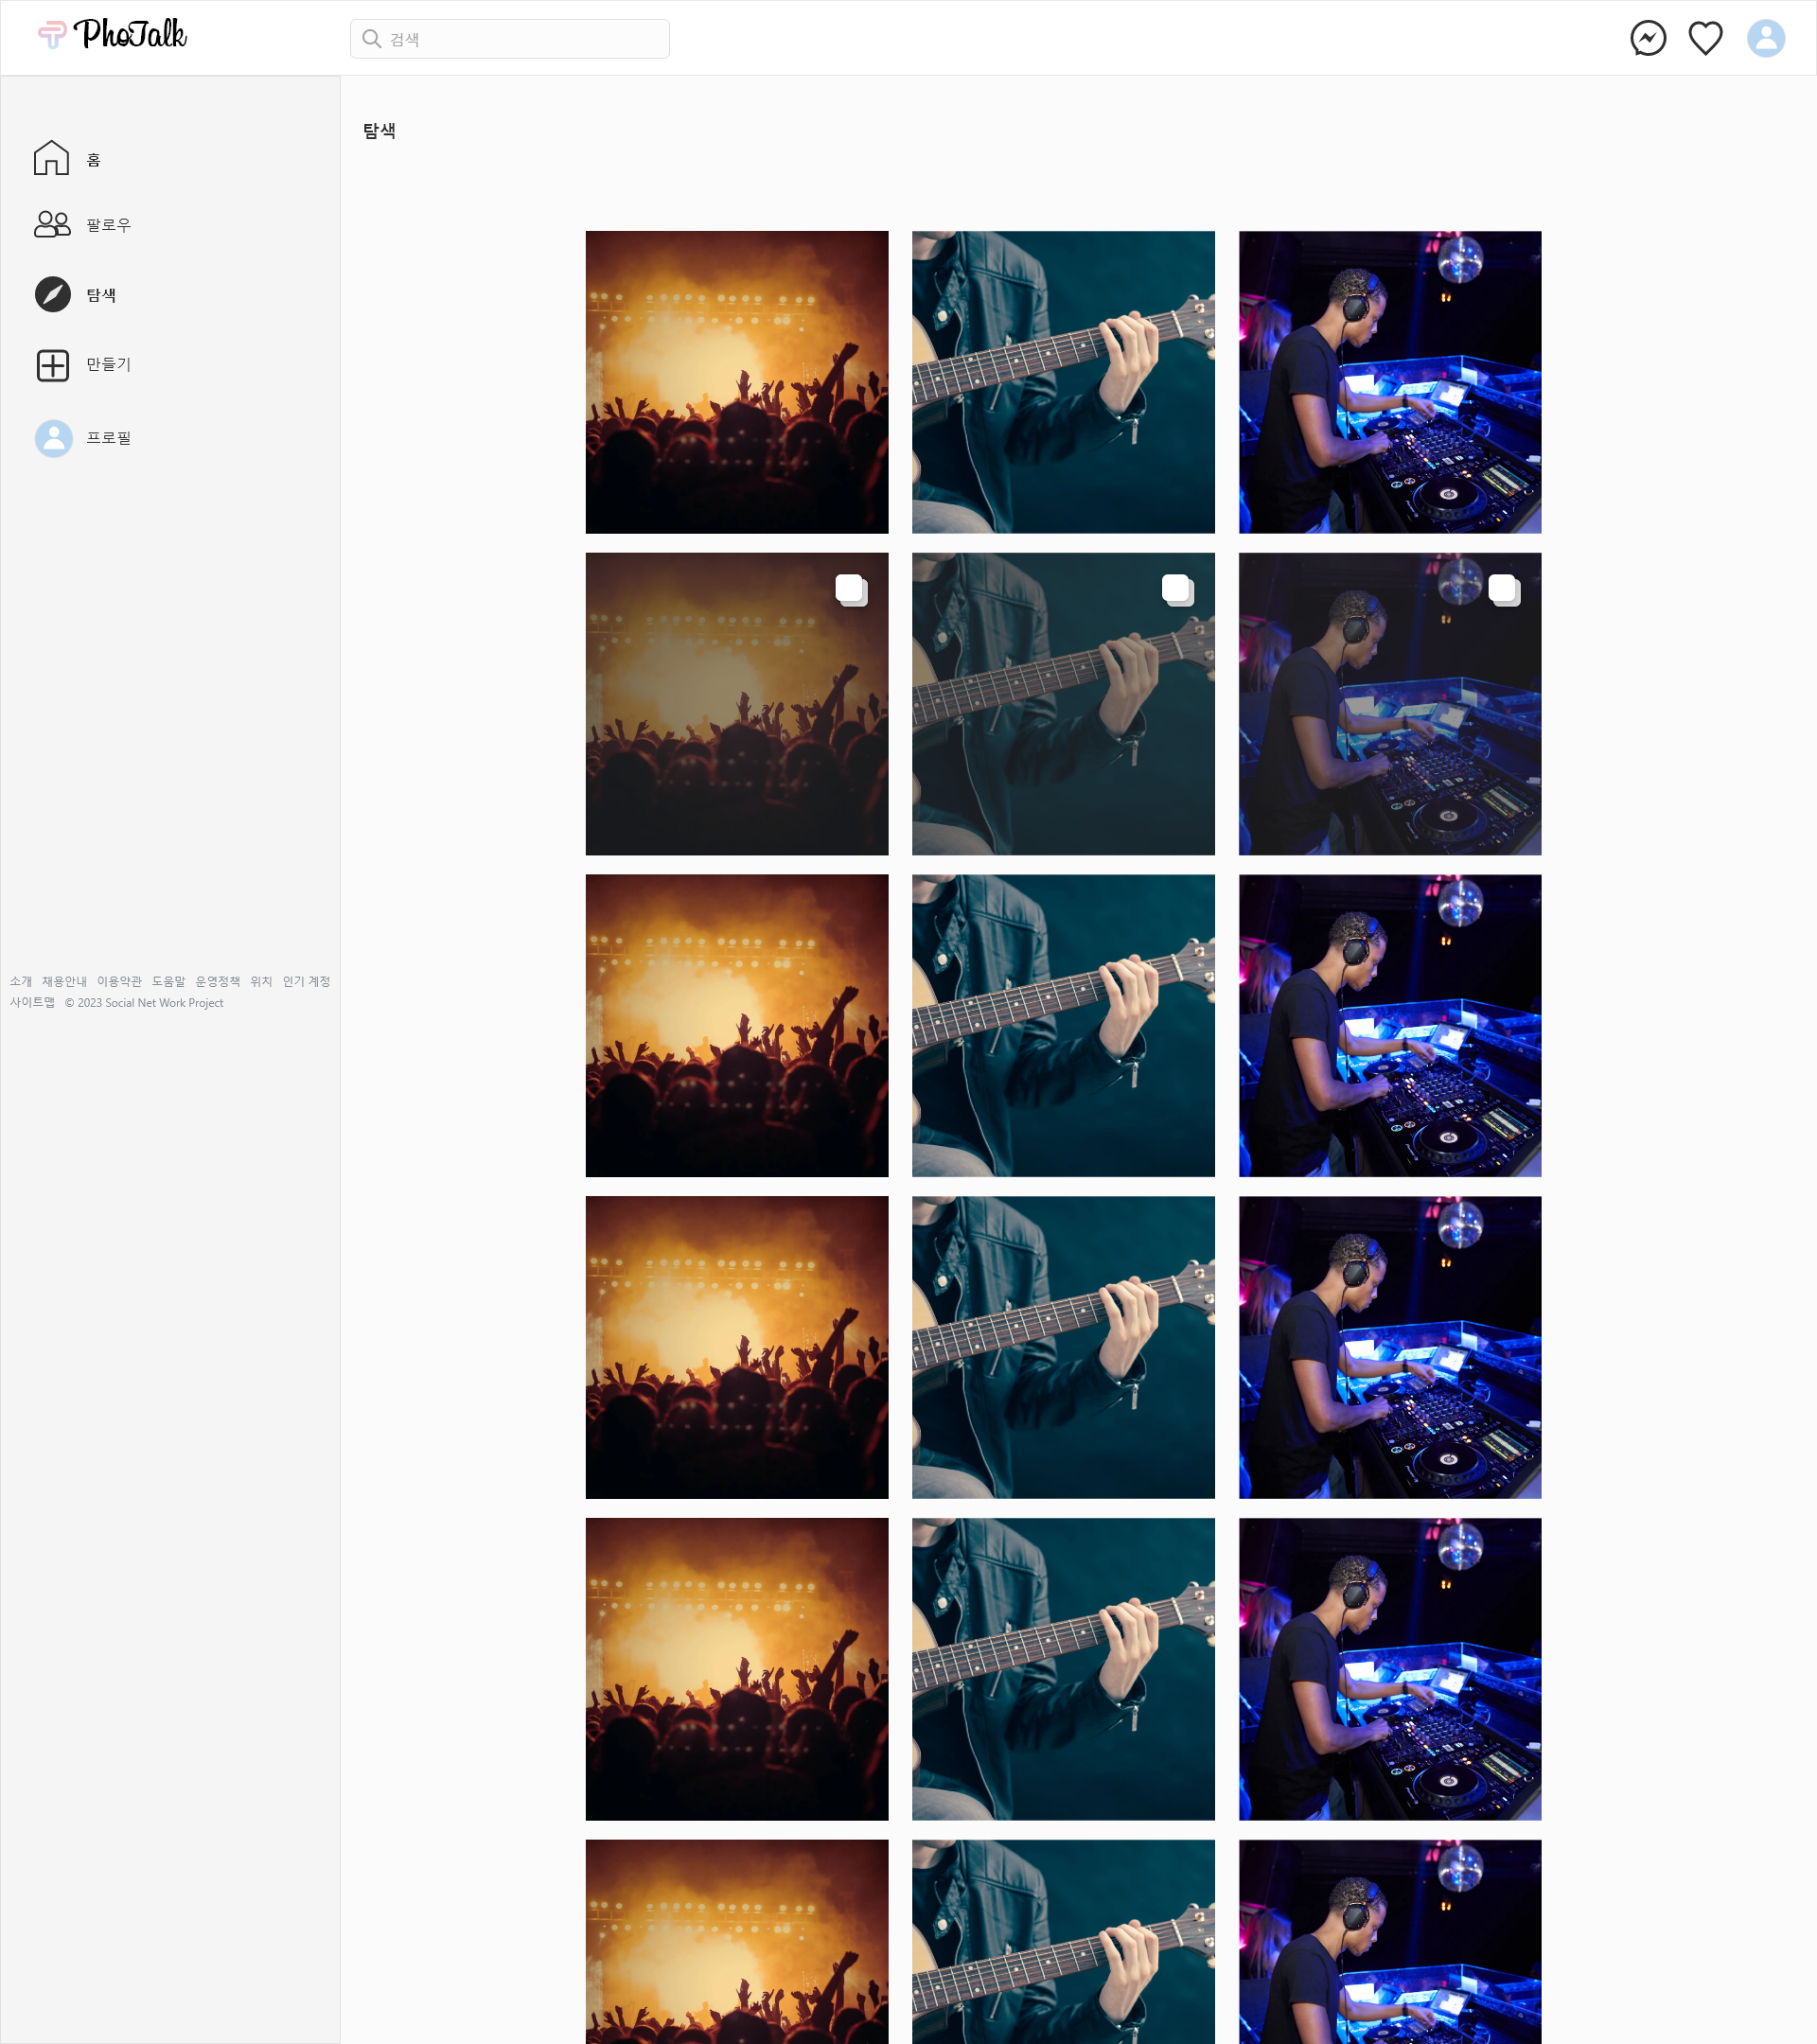 PhoTalk
검색
탐색
홈
팔로우
탐색
만들기
프로필
소개 채용안내 이용약관 도움말 운영정책 위치 인기 계정
사이트맵 © 2023 Social Net Work Project